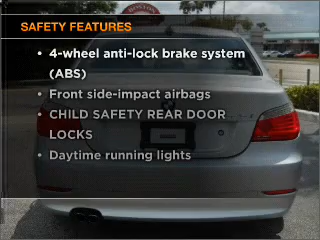 SAFETY FEATURES
• 4-wheel anti-lock brake system
(ABS)
• Front side-impact airbags
• CHILD SAFETY REAR DOOR
LOCKS
• Daytime running lights